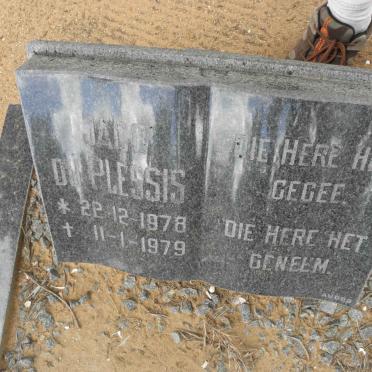 DU PLESSIS
* 22-12-1978
† 11-1-1979
DIE HERE H
GEGEE.
DIE HERE HET
GENEEM.